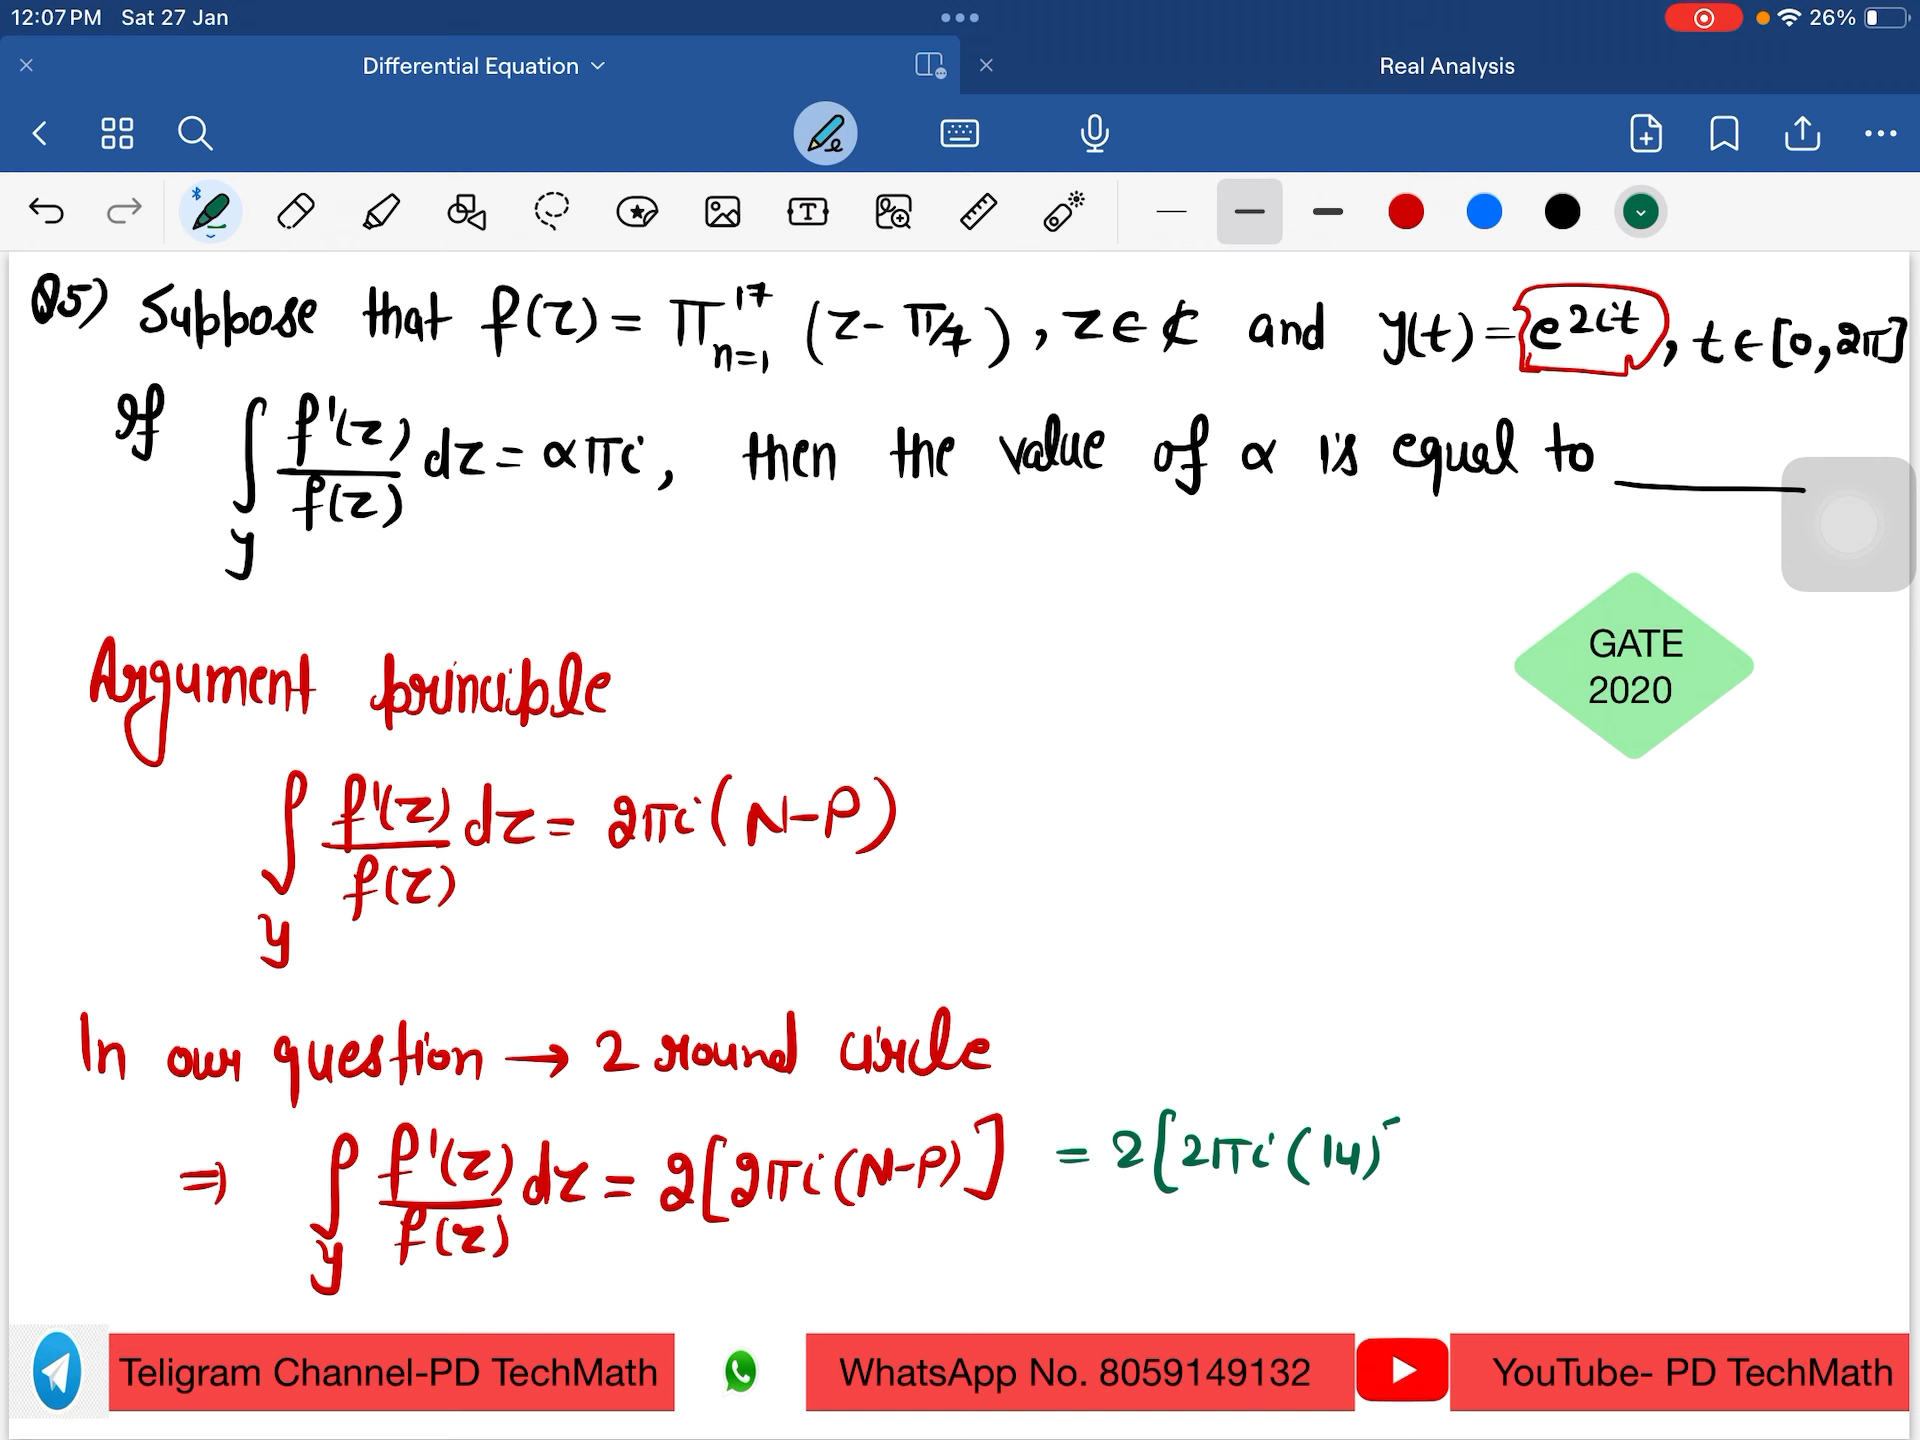 12:07 PM Sat 27 Jan
26%
Differential Equation
Real Analysis
Q5) Suppose that f(z) = Π_{n=1}^{17} (z - π/7), z ∈ ₵ and γ(t) = e^{2it}, t ∈ [0, 2π]
If ∫_γ f'(z)/f(z) dz = απi, then the value of α is equal to ______
GATE
2020
Argument principle
∫_γ f'(z)/f(z) dz = 2πi (N-P)
In our question → 2 round circle
⇒ ∫_γ f'(z)/f(z) dz = 2[2πi (N-P)] = 2[2πi (14)
Teligram Channel-PD TechMath
WhatsApp No. 8059149132
YouTube- PD TechMath